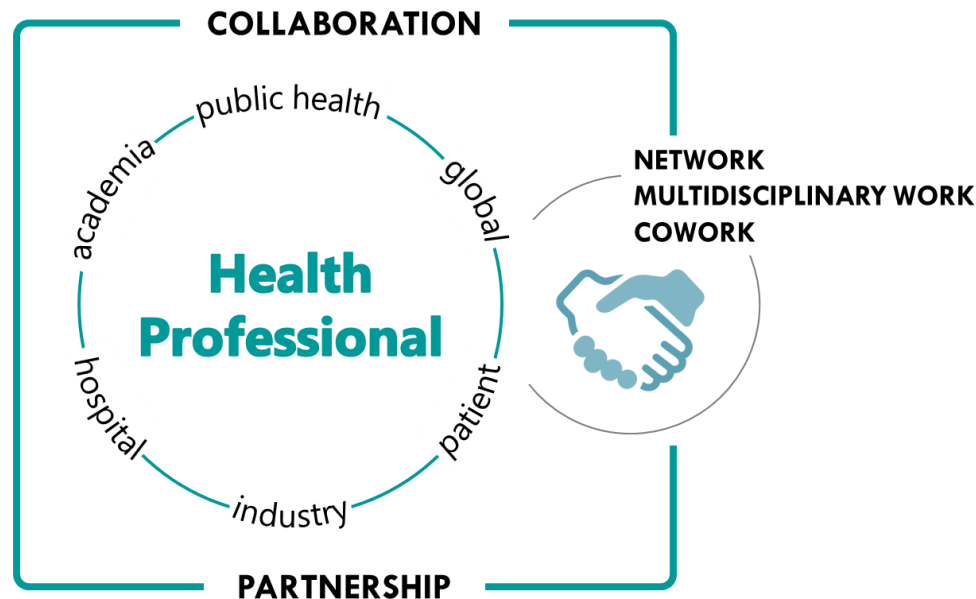 COLLABORATION
public health
academia
global
NETWORK
MULTIDISCIPLINARY WORK
COWORK
Health
Professional
hospital
patient
industry
PARTNERSHIP